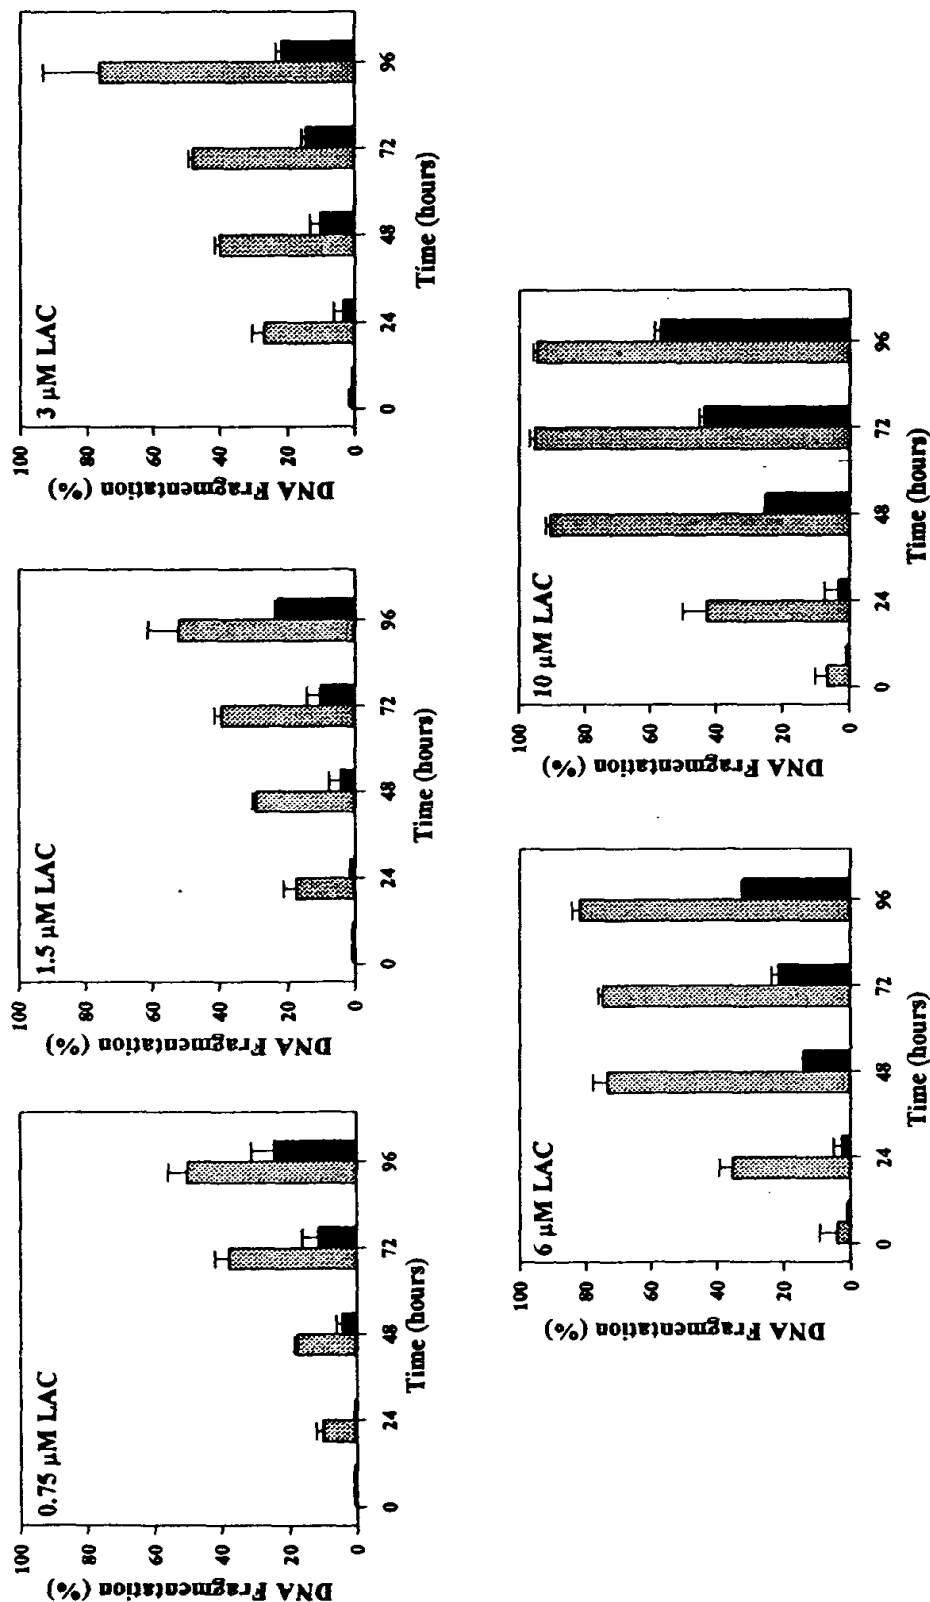 0.75 µM LAC
DNA Fragmentation (%)
100
80
60
40
20
0
0 24 48 72 96
Time (hours)
1.5 µM LAC
DNA Fragmentation (%)
100
80
60
40
20
0
0 24 48 72 96
Time (hours)
3 µM LAC
DNA Fragmentation (%)
100
80
60
40
20
0
0 24 48 72 96
Time (hours)
6 µM LAC
DNA Fragmentation (%)
100
80
60
40
20
0
0 24 48 72 96
Time (hours)
10 µM LAC
DNA Fragmentation (%)
100
80
60
40
20
0
0 24 48 72 96
Time (hours)